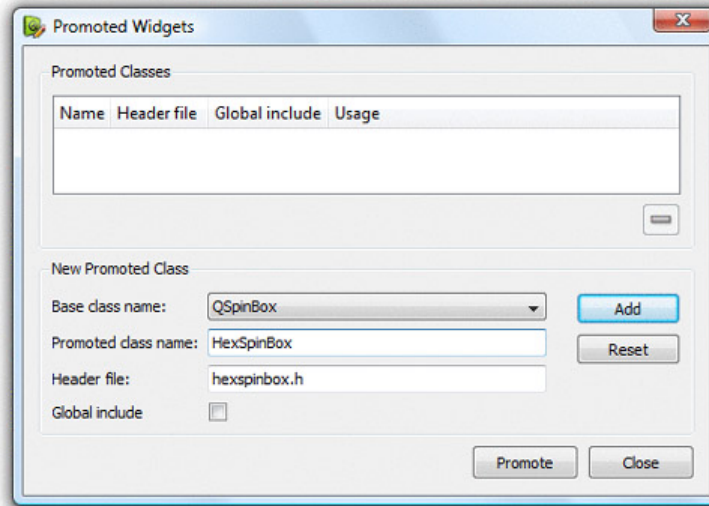 Promoted Widgets
Promoted Classes
Name Header file Global include Usage
New Promoted Class
Base class name: QSpinBox Add
Promoted class name: HexSpinBox
Reset
Header file: hexspinbox.h
Global include
Promote Close